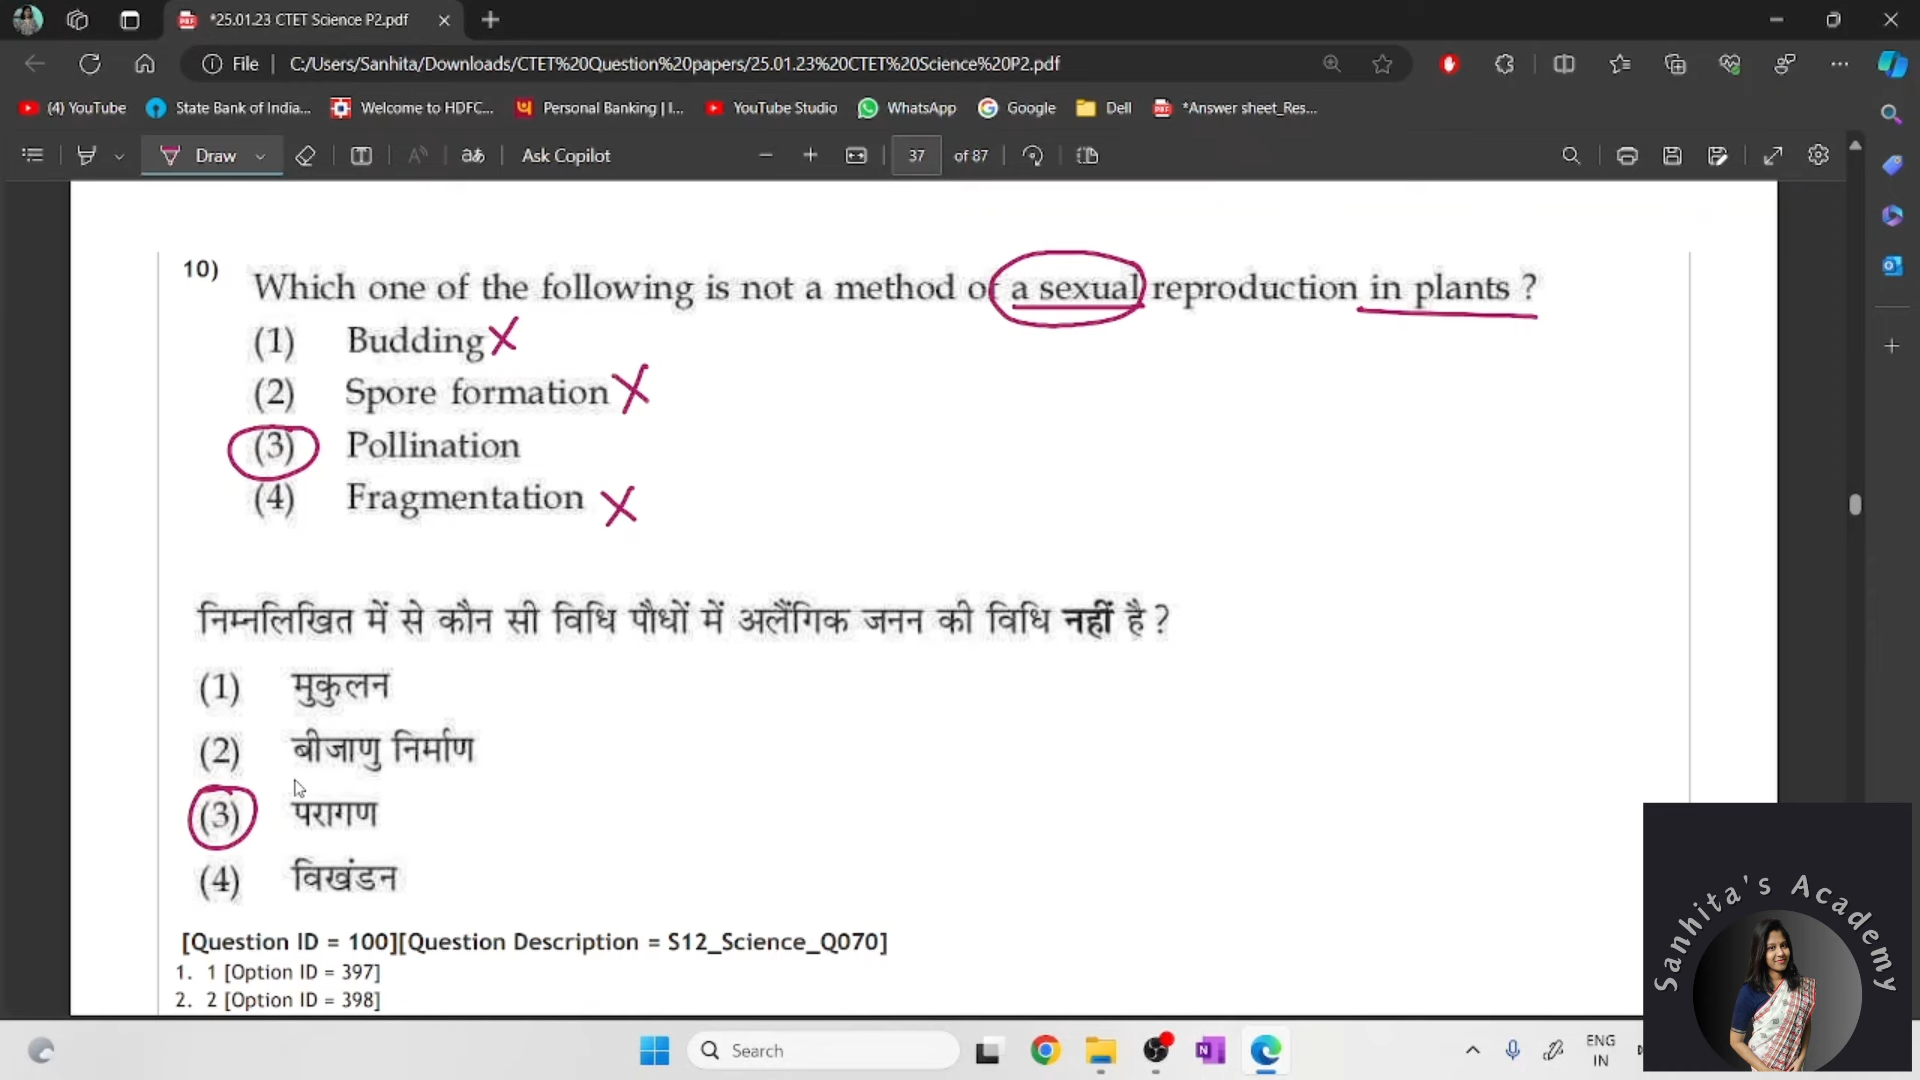 *25.01.23 CTET Science P2.pdf
File C:/Users/Sanhita/Downloads/CTET%20Question%20papers/25.01.23%20CTET%20Science%20P2.pdf
(4) YouTube State Bank of India... Welcome to HDFC... Personal Banking | I... YouTube Studio WhatsApp Google Dell *Answer sheet_Res...
Draw aあ Ask Copilot 37 of 87
10) Which one of the following is not a method of a sexual reproduction in plants ?
(1) Budding
(2) Spore formation
(3) Pollination
(4) Fragmentation
निम्नलिखित में से कौन सी विधि पौधों में अलैंगिक जनन की विधि नहीं है ?
(1) मुकुलन
(2) बीजाणु निर्माण
(3) परागण
(4) विखंडन
[Question ID = 100][Question Description = S12_Science_Q070]
1. 1 [Option ID = 397]
2. 2 [Option ID = 398]
Sanhita's Academy
Search
ENG
IN